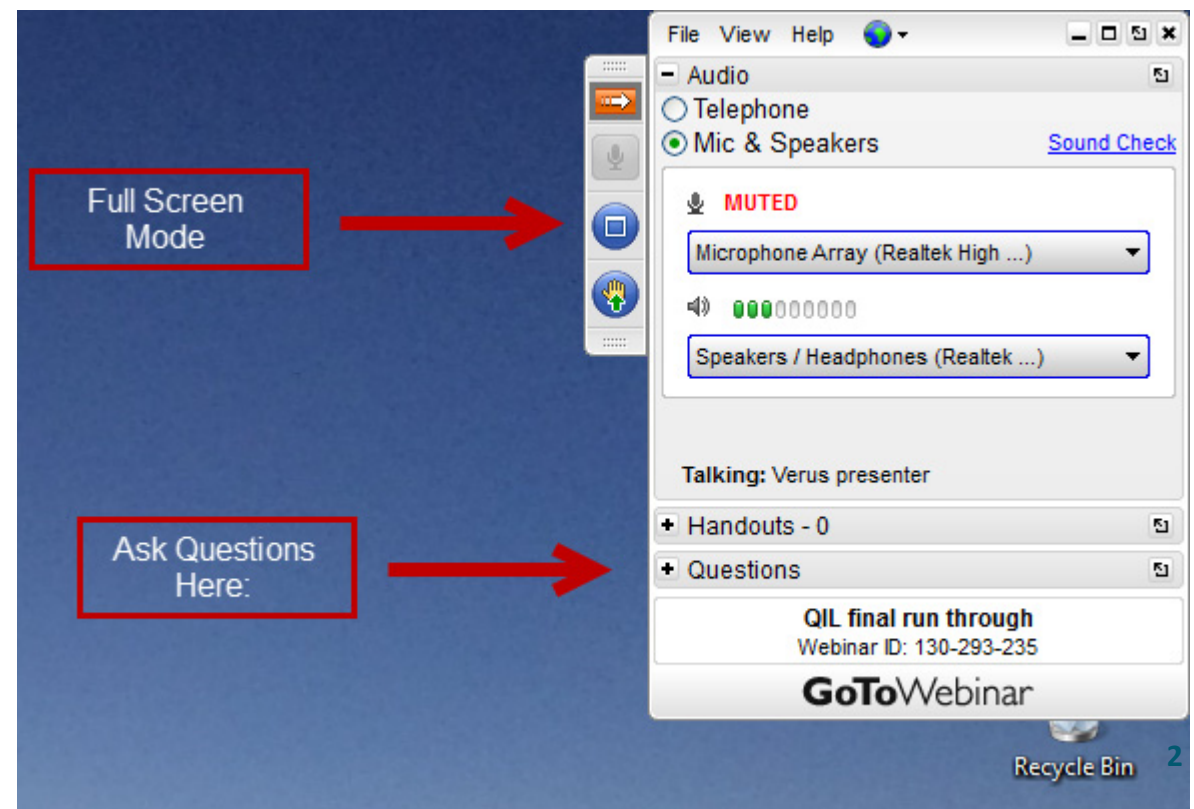 File View Help
Audio
Telephone
Mic & Speakers Sound Check
Full Screen
Mode
MUTED
Microphone Array (Realtek High ...)
Speakers / Headphones (Realtek ...)
Talking: Verus presenter
Ask Questions
Here:
Handouts - 0
Questions
QIL final run through
Webinar ID: 130-293-235
GoToWebinar
Recycle Bin
2